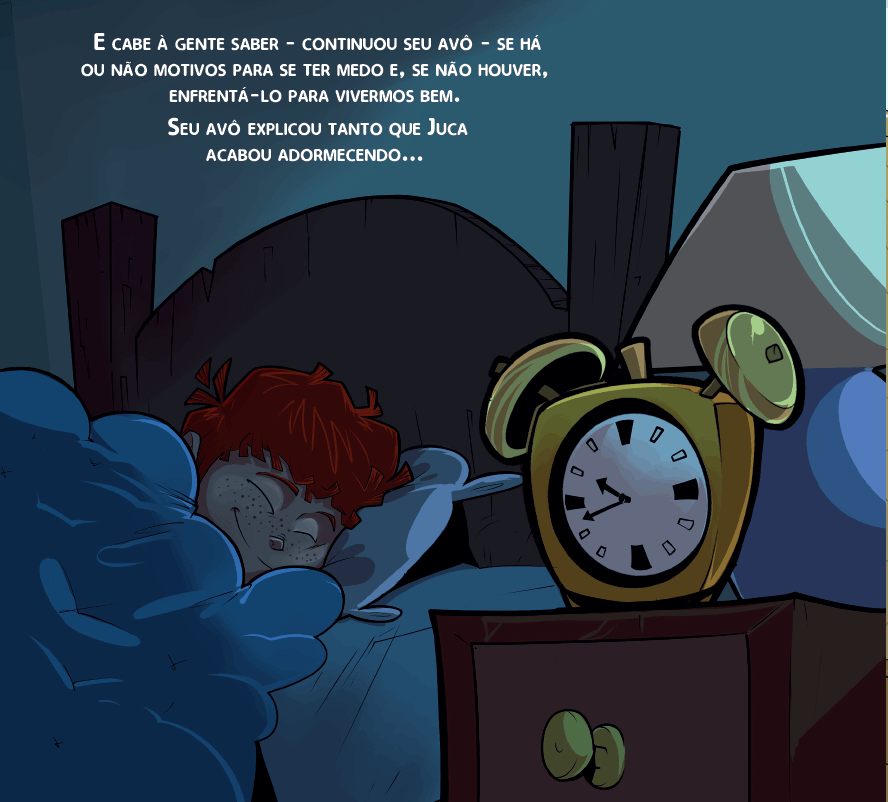 E cabe à gente saber - continuou seu avô - se há
ou não motivos para se ter medo e, se não houver,
enfrentá-lo para vivermos bem.
Seu avô explicou tanto que Juca
acabou adormecendo...